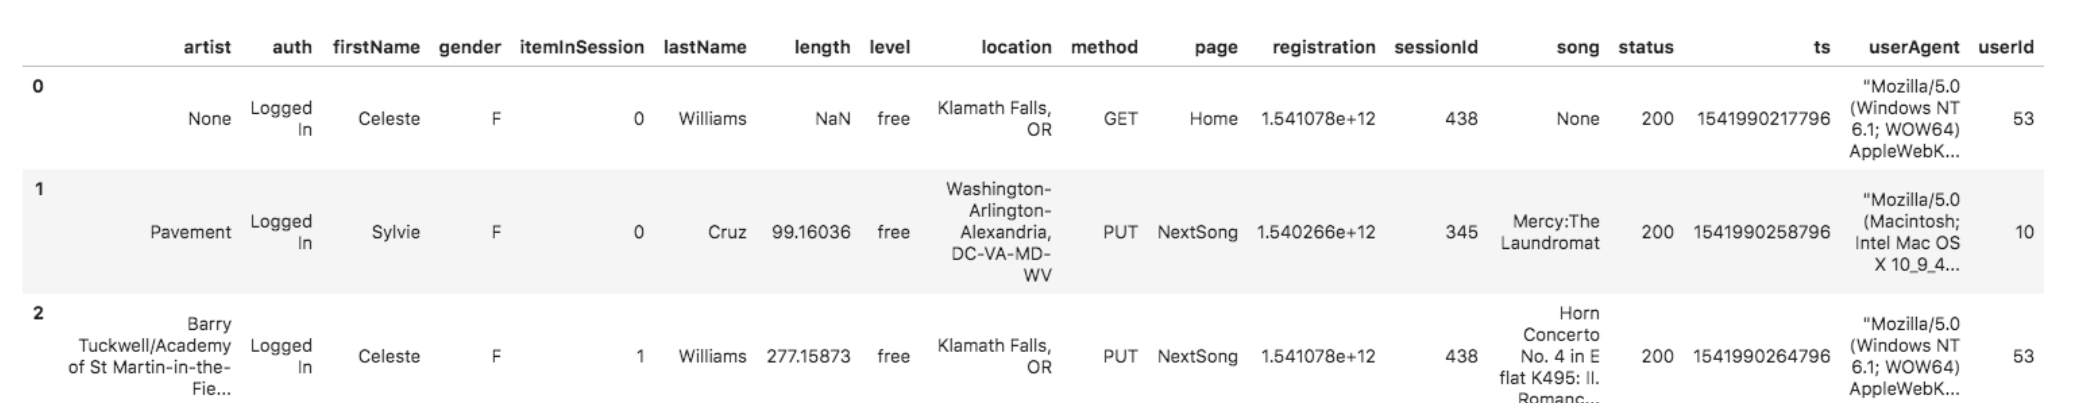 artist auth firstName gender itemInSession lastName length level location method page registration sessionId song status ts userAgent userId
0
None Logged In Celeste F 0 Williams NaN free Klamath Falls, OR GET Home 1.541078e+12 438 None 200 1541990217796 "Mozilla/5.0 (Windows NT 6.1; WOW64) AppleWebK... 53
1
Pavement Logged In Sylvie F 0 Cruz 99.16036 free Washington-Arlington-Alexandria, DC-VA-MD-WV PUT NextSong 1.540266e+12 345 Mercy:The Laundromat 200 1541990258796 "Mozilla/5.0 (Macintosh; Intel Mac OS X 10_9_4... 10
2
Barry Tuckwell/Academy of St Martin-in-the-Fie... Logged In Celeste F 1 Williams 277.15873 free Klamath Falls, OR PUT NextSong 1.541078e+12 438 Horn Concerto No. 4 in E flat K495: II. Romanc... 200 1541990264796 "Mozilla/5.0 (Windows NT 6.1; WOW64) AppleWebK... 53